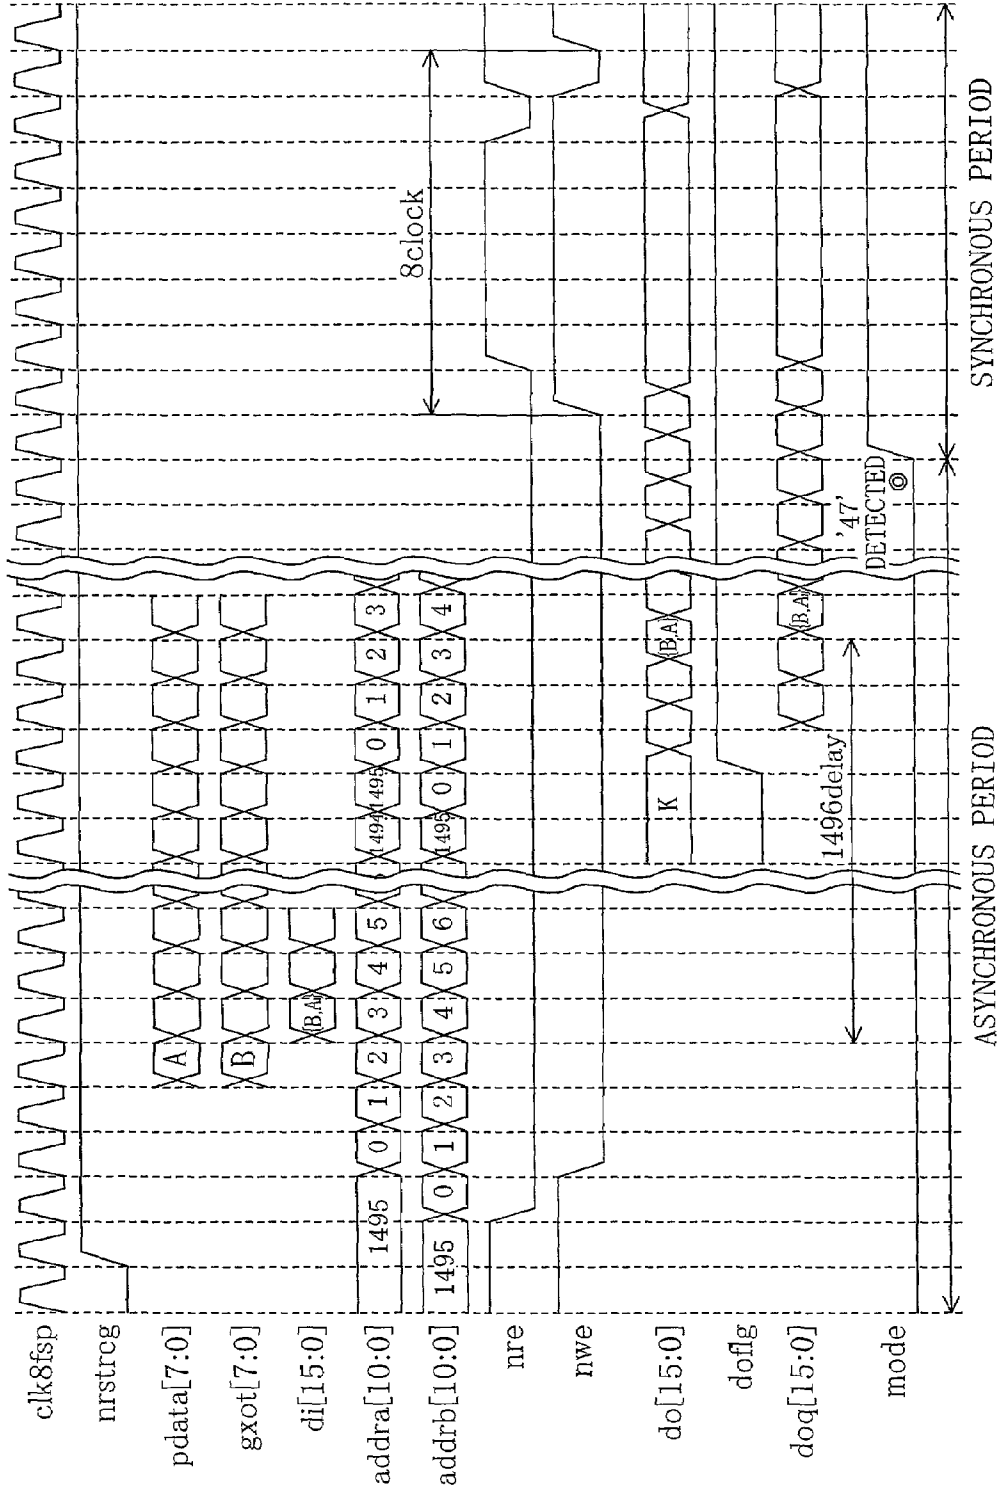 clk8fsp
nrstrcg
pdata[7:0] A
gxot[7:0] B
di[15:0] {B,A}
addra[10:0] 1495 0 1 2 3 4 5 1494 1495 0 1 2 3
addrb[10:0] 1495 0 1 2 3 4 5 6 1495 0 1 2 3 4
8clock
nre
nwe
do[15:0] K {B,A}
doflg
doq[15:0] {B,A}
1496delay
'47'
DETECTED
◎
mode
ASYNCHRONOUS PERIOD
SYNCHRONOUS PERIOD